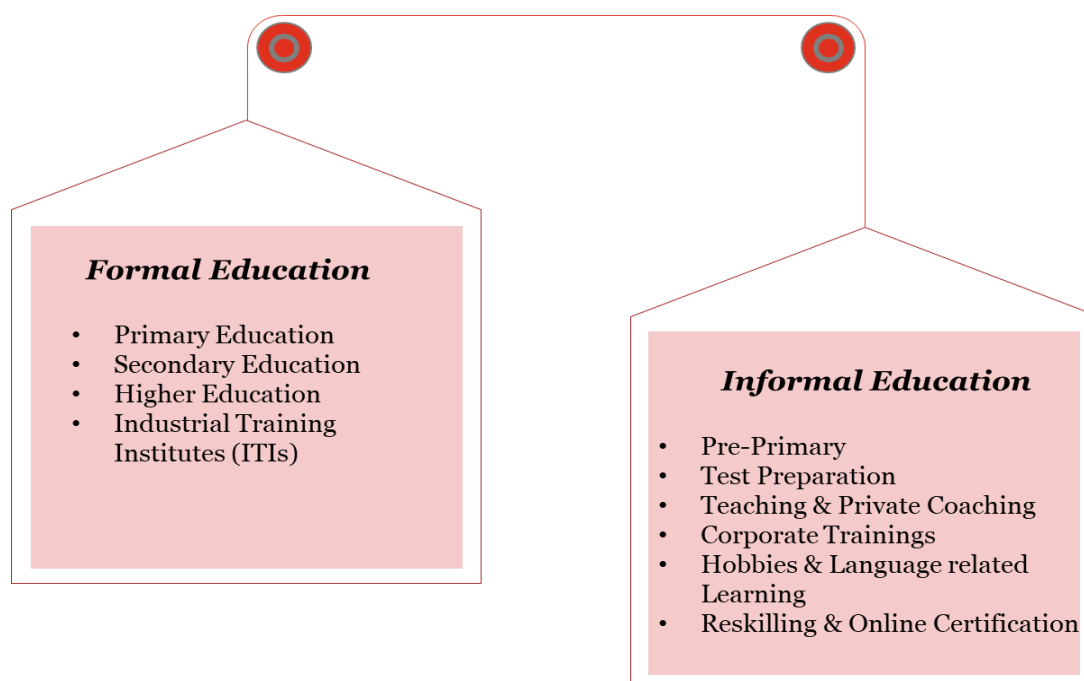 Formal Education
• Primary Education
• Secondary Education
• Higher Education
• Industrial Training
Institutes (ITIs)
Informal Education
• Pre-Primary
• Test Preparation
• Teaching & Private Coaching
• Corporate Trainings
• Hobbies & Language related
Learning
• Reskilling & Online Certification